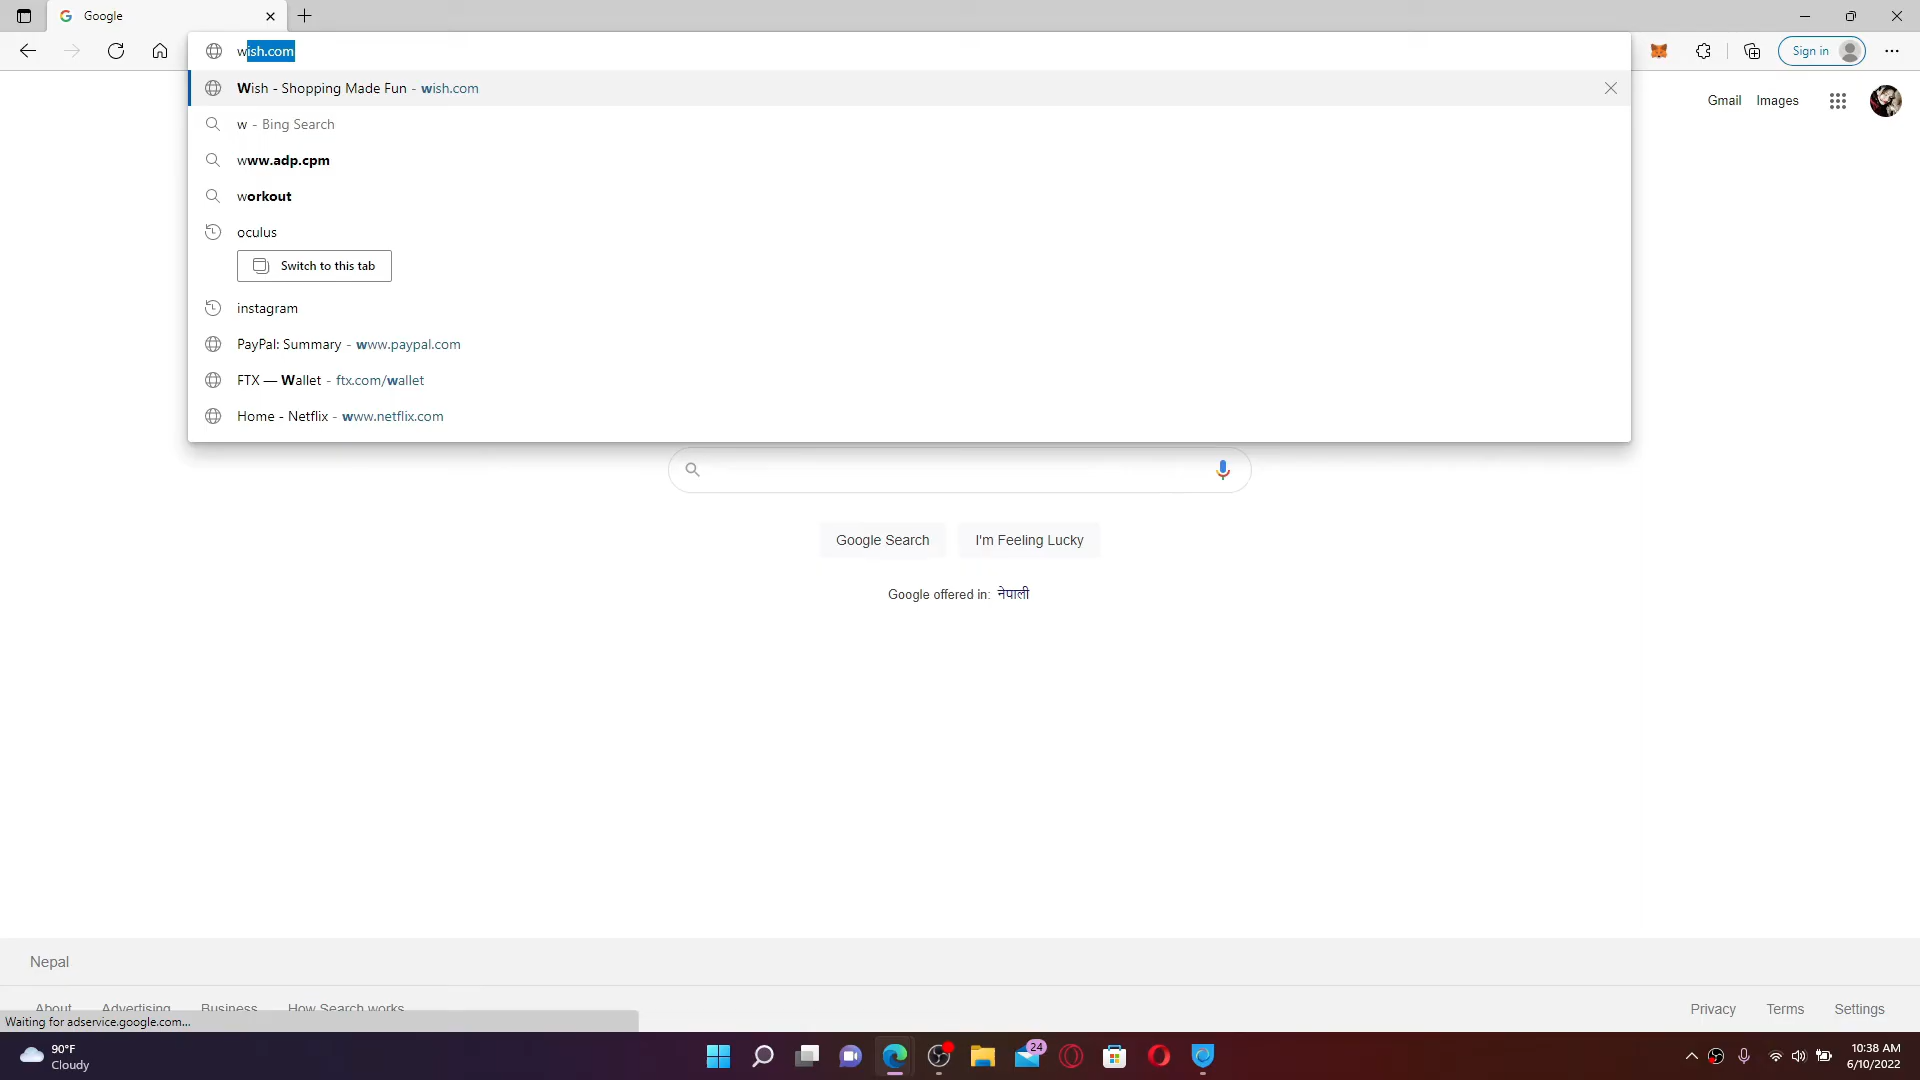 Google
wish.com
Sign in
Wish - Shopping Made Fun - wish.com
w - Bing Search
www.adp.cpm
workout
oculus
Switch to this tab
instagram
PayPal: Summary - www.paypal.com
FTX — Wallet - ftx.com/wallet
Home - Netflix - www.netflix.com
Gmail Images
Google Search I'm Feeling Lucky
Google offered in: नेपाली
Nepal
About Advertising Business How Search works Privacy Terms Settings
Waiting for adservice.google.com...
90°F
Cloudy
24
10:38 AM
6/10/2022